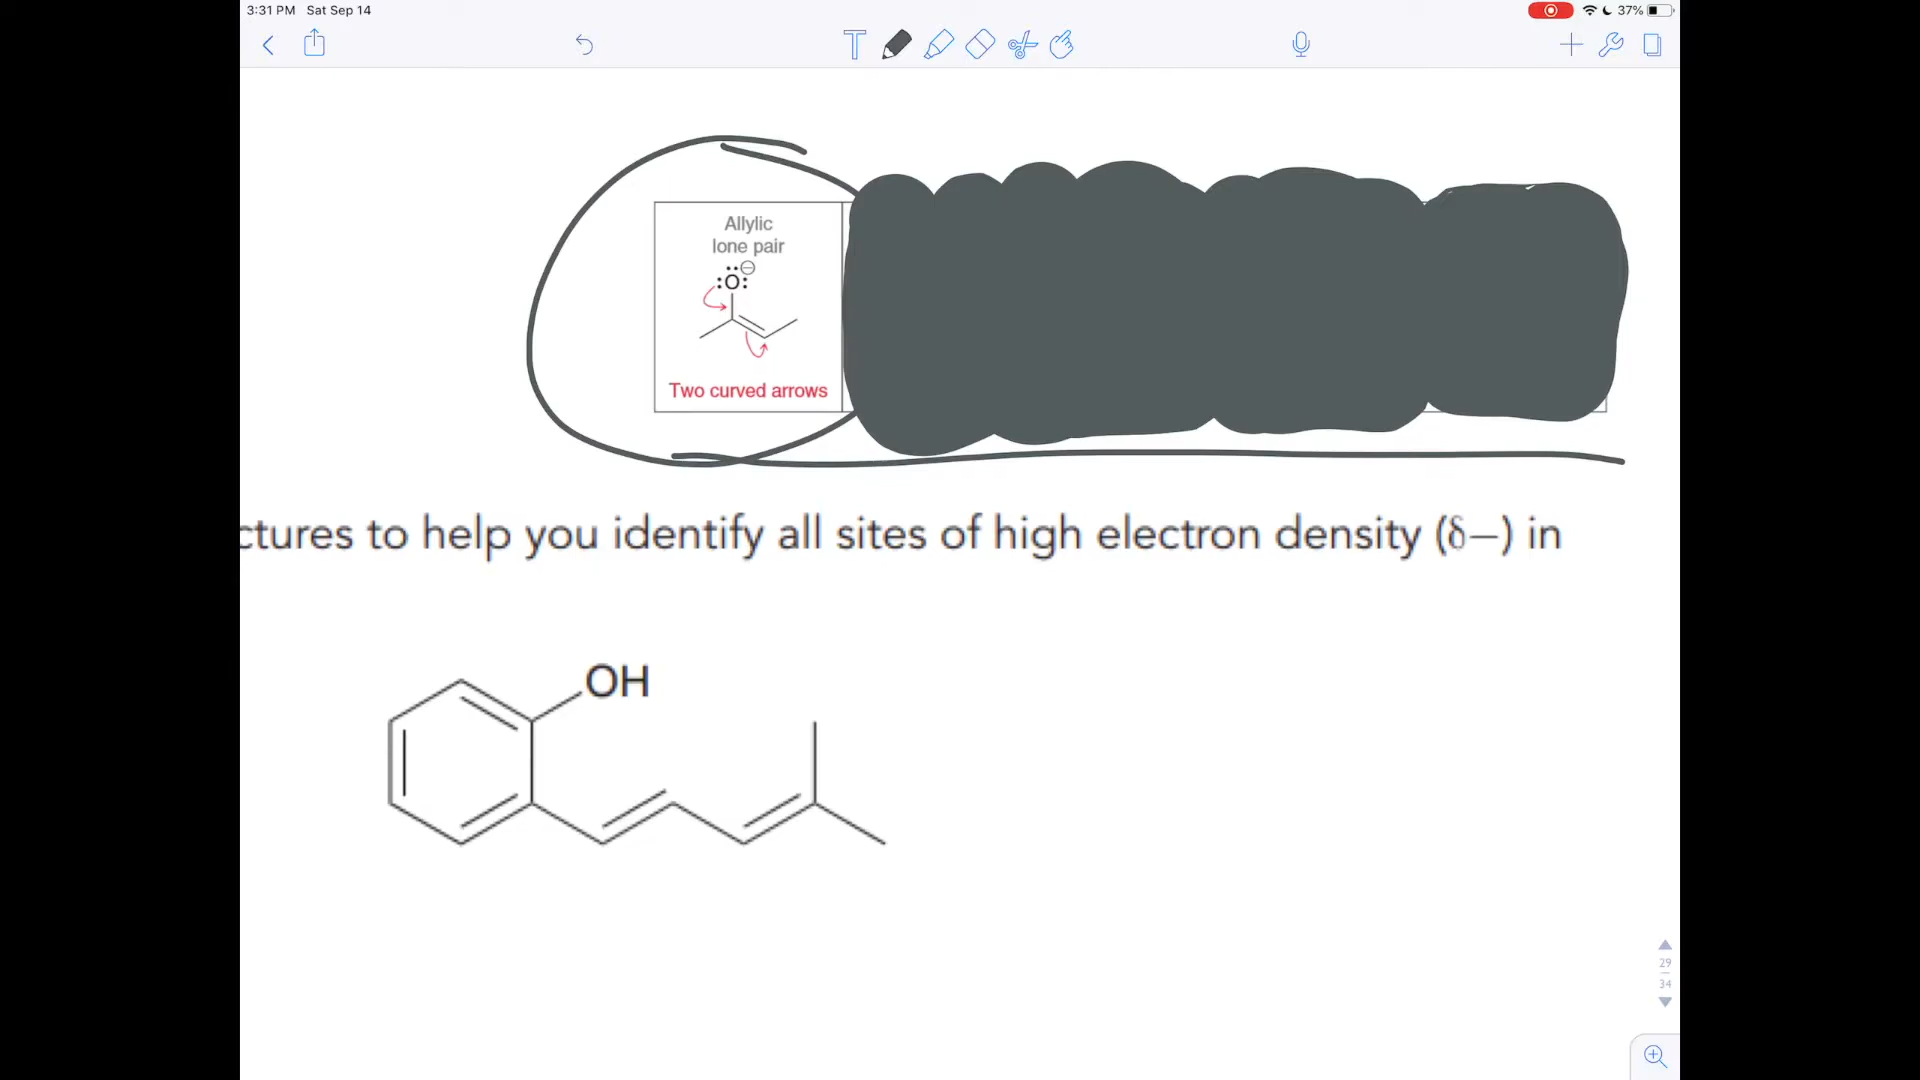 3:31 PM Sat Sep 14
37%
T
Allylic
lone pair
:Ö:⊖
Two curved arrows
ctures to help you identify all sites of high electron density (δ−) in
OH
29
34